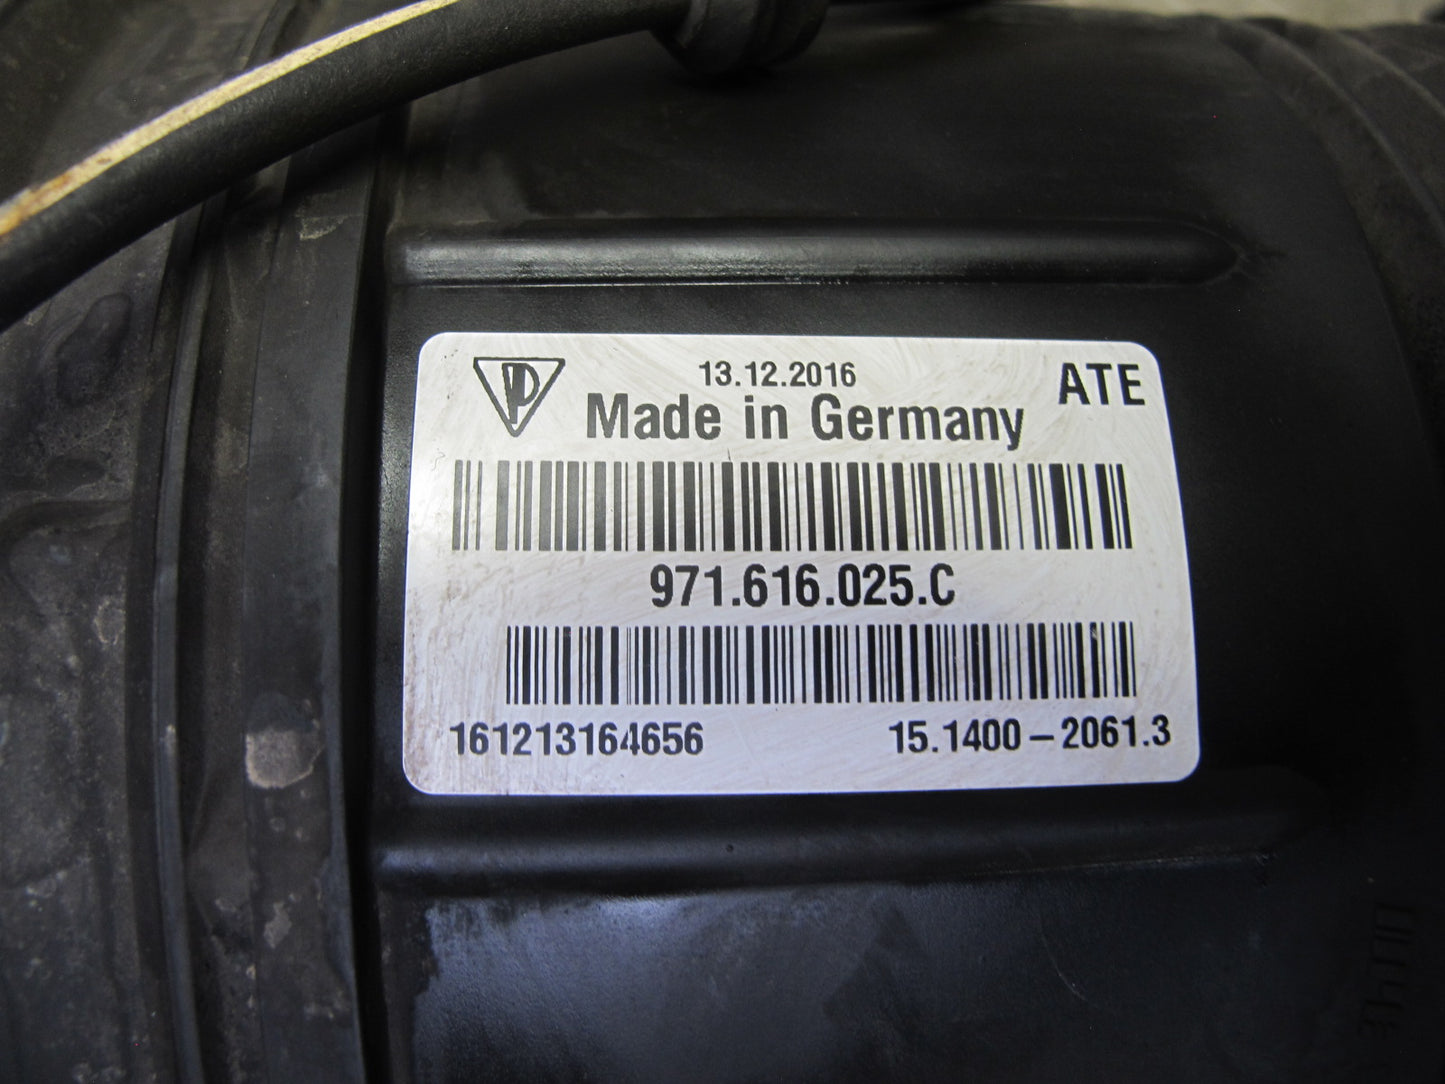 13.12.2016
ATE
Made in Germany
971.616.025.C
161213164656
15.1400-2061.3